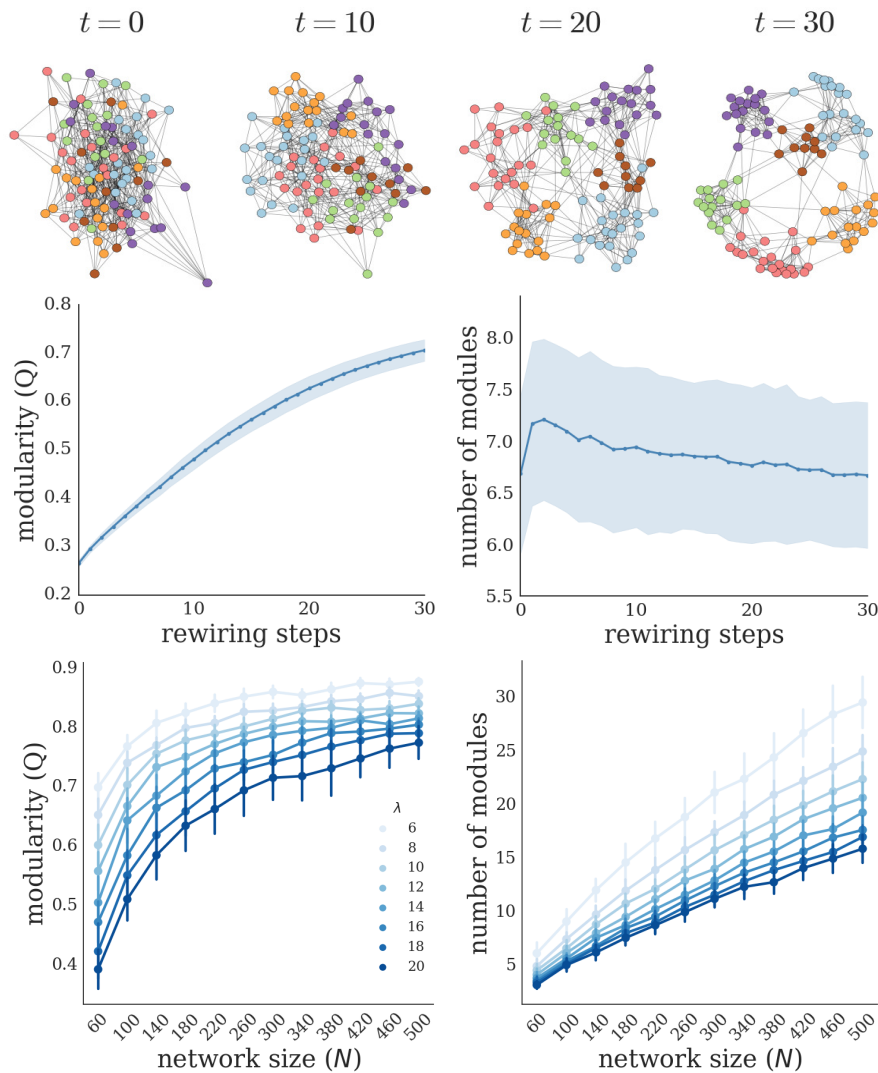 t = 0 t = 10 t = 20 t = 30
modularity (Q)
0.8
0.7
0.6
0.5
0.4
0.3
0.2
0 10 20 30
rewiring steps
number of modules
8.0
7.5
7.0
6.5
6.0
5.5
0 10 20 30
rewiring steps
modularity (Q)
0.9
0.8
0.7
0.6
0.5
0.4
λ
6
8
10
12
14
16
18
20
60 100 140 180 220 260 300 340 380 420 460 500
network size (N)
number of modules
30
25
20
15
10
5
60 100 140 180 220 260 300 340 380 420 460 500
network size (N)